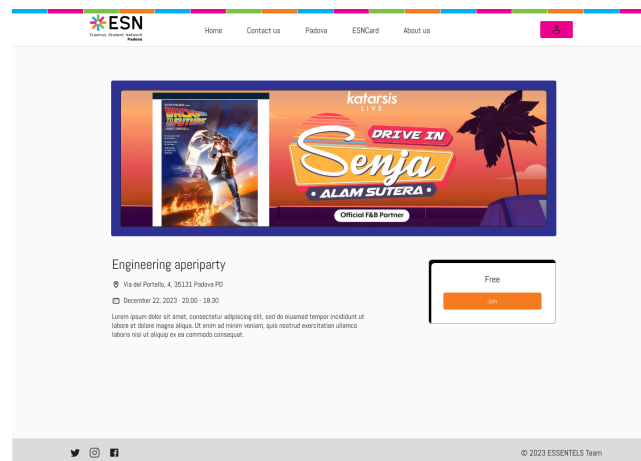 ESN
Erasmus Student Network
Padova
Home
Contact us
Padova
ESNCard
About us
BACK
TO THE
FUTURE
katarsis
LIVE
DRIVE IN
Senja
• ALAM SUTERA •
Official F&B Partner
Engineering aperiparty
Via del Portello, 4, 35131 Padova PD
December 22, 2023 · 20.00 - 18.30
Lorem ipsum dolor sit amet, consectetur adipiscing elit, sed do eiusmod tempor incididunt ut
labore et dolore magna aliqua. Ut enim ad minim veniam, quis nostrud exercitation ullamco
laboris nisi ut aliquip ex ea commodo consequat.
Free
Join
© 2023 ESSENTELS Team